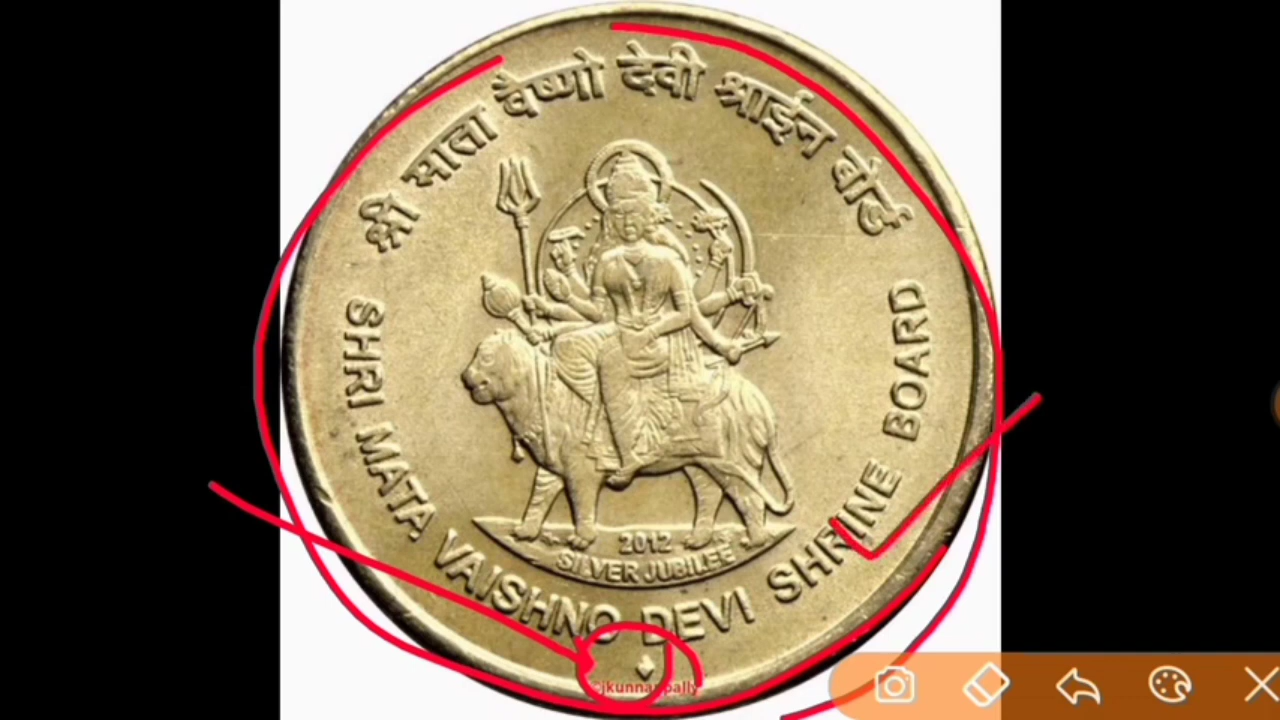 श्री माता वैष्णो देवी श्राईन बोर्ड
SHRI MATA VAISHNO DEVI SHRINE BOARD
2012
SILVER JUBILEE